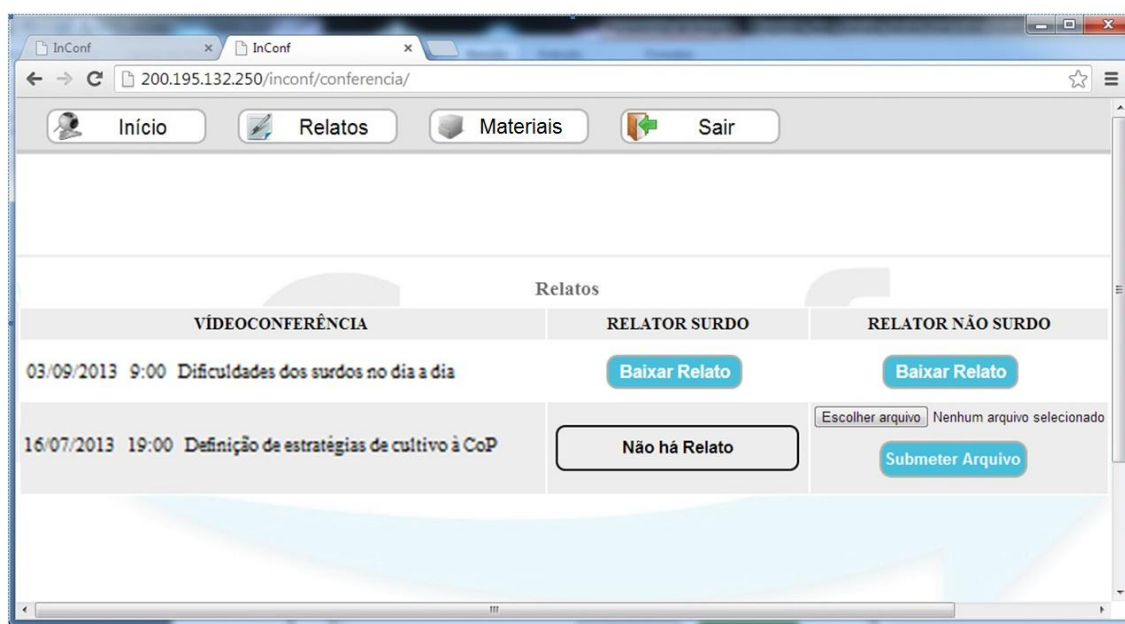 InConf
InConf
200.195.132.250/inconf/conferencia/
Início Relatos Materiais Sair
Relatos
VÍDEOCONFERÊNCIA RELATOR SURDO RELATOR NÃO SURDO
03/09/2013 9:00 Dificuldades dos surdos no dia a dia Baixar Relato Baixar Relato
Escolher arquivo Nenhum arquivo selecionado
16/07/2013 19:00 Definição de estratégias de cultivo à CoP Não há Relato
Submeter Arquivo